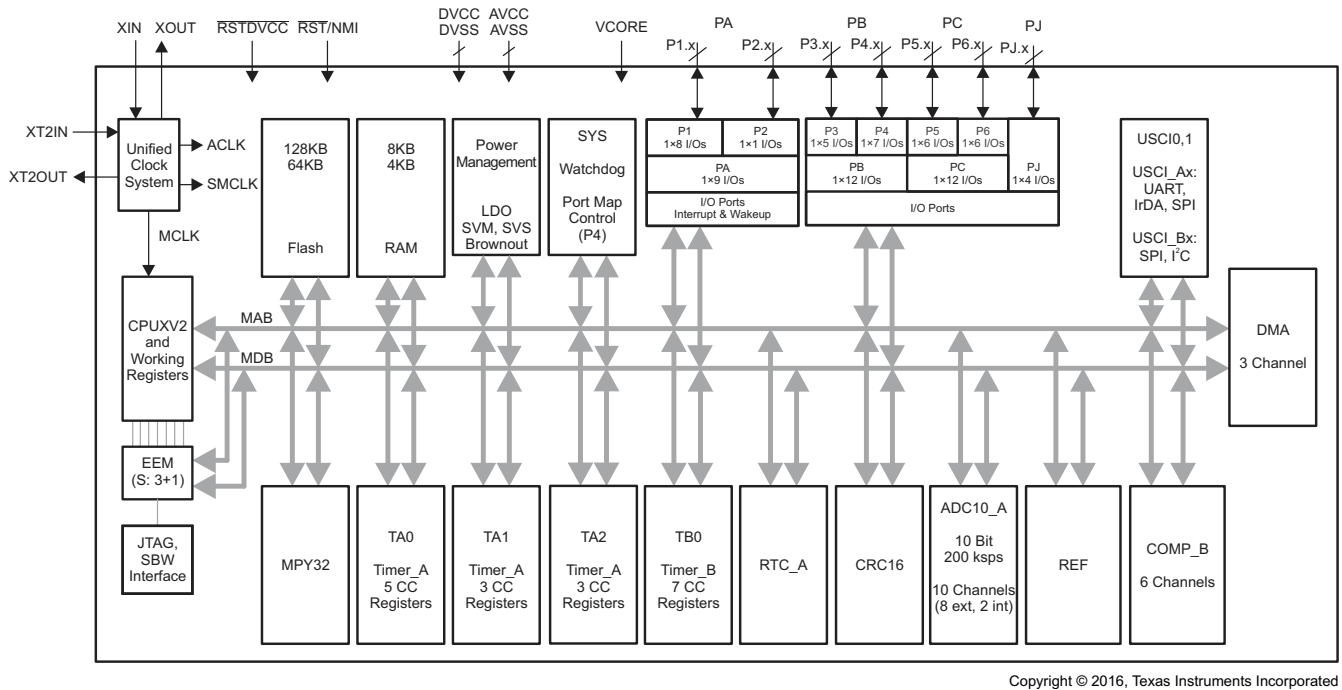 XIN XOUT RSTDVCC RST/NMI DVCC DVSS AVCC AVSS VCORE PA PB PC PJ
P1.x P2.x P3.x P4.x P5.x P6.x PJ.x
XT2IN
XT2OUT
Unified
Clock
System
ACLK
SMCLK
MCLK
128KB
64KB
Flash
8KB
4KB
RAM
Power
Management
LDO
SVM, SVS
Brownout
SYS
Watchdog
Port Map
Control
(P4)
P1
1×8 I/Os
P2
1×1 I/Os
PA
1×9 I/Os
I/O Ports
Interrupt & Wakeup
P3
1×5 I/Os
P4
1×7 I/Os
P5
1×6 I/Os
P6
1×6 I/Os
PB
1×12 I/Os
PC
1×12 I/Os
PJ
1×4 I/Os
I/O Ports
USCI0,1
USCI_Ax:
UART,
IrDA, SPI
USCI_Bx:
SPI, I²C
CPUXV2
and
Working
Registers
MAB
MDB
DMA
3 Channel
EEM
(S: 3+1)
JTAG,
SBW
Interface
MPY32
TA0
Timer_A
5 CC
Registers
TA1
Timer_A
3 CC
Registers
TA2
Timer_A
3 CC
Registers
TB0
Timer_B
7 CC
Registers
RTC_A
CRC16
ADC10_A
10 Bit
200 ksps
10 Channels
(8 ext, 2 int)
REF
COMP_B
6 Channels
Copyright © 2016, Texas Instruments Incorporated